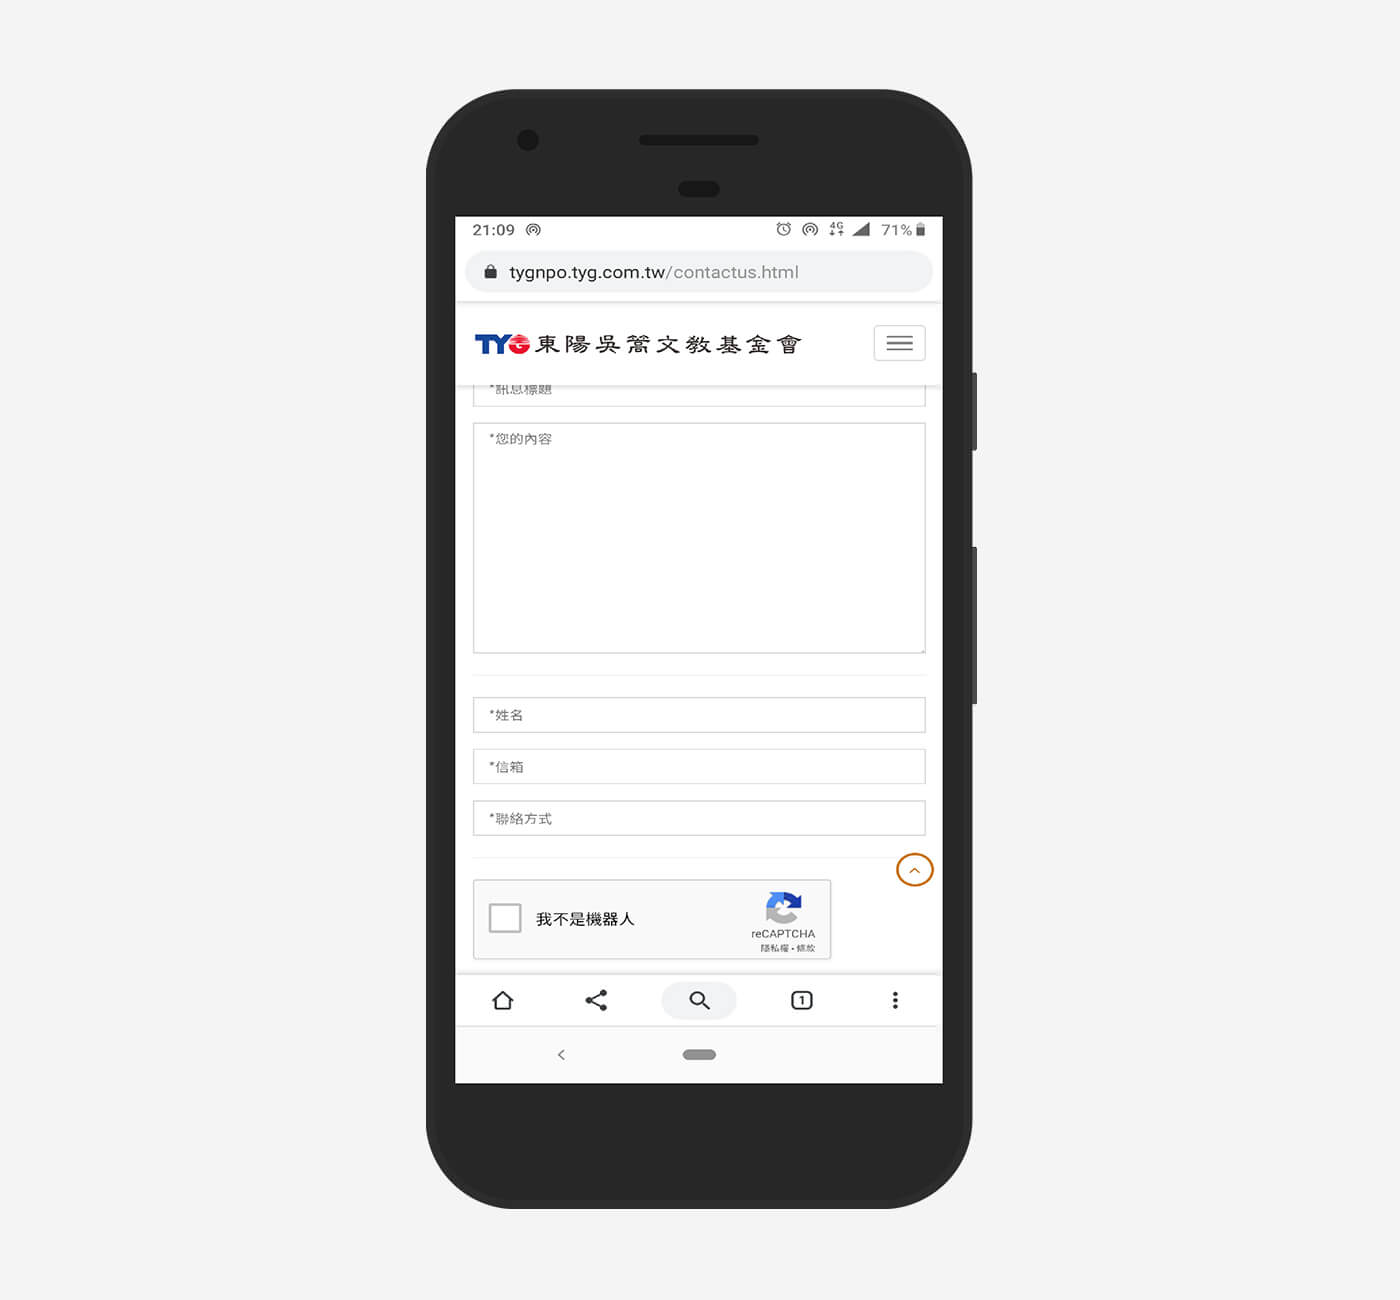 21:09 4G 71%
tygnpo.tyg.com.tw/contactus.html
TYG 東陽吳篙文教基金會
*訊息標題
*您的內容
*姓名
*信箱
*聯絡方式
我不是機器人
reCAPTCHA
隱私權 - 條款
1